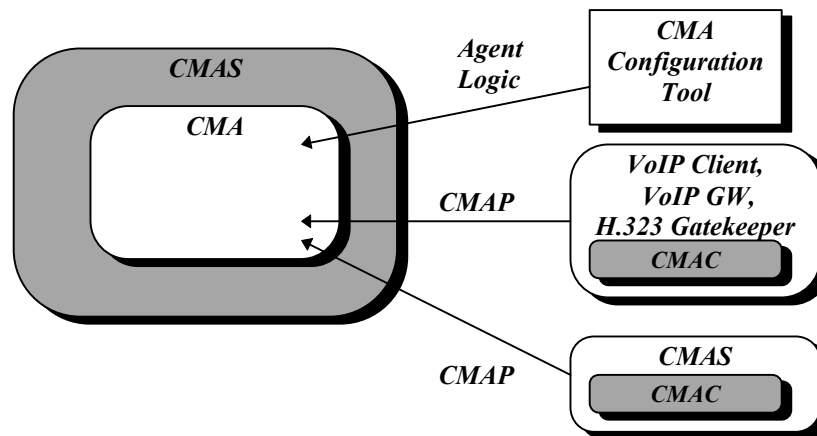 CMAS
CMA
Agent
Logic
CMA
Configuration
Tool
CMAP
VoIP Client,
VoIP GW,
H.323 Gatekeeper
CMAC
CMAP
CMAS
CMAC